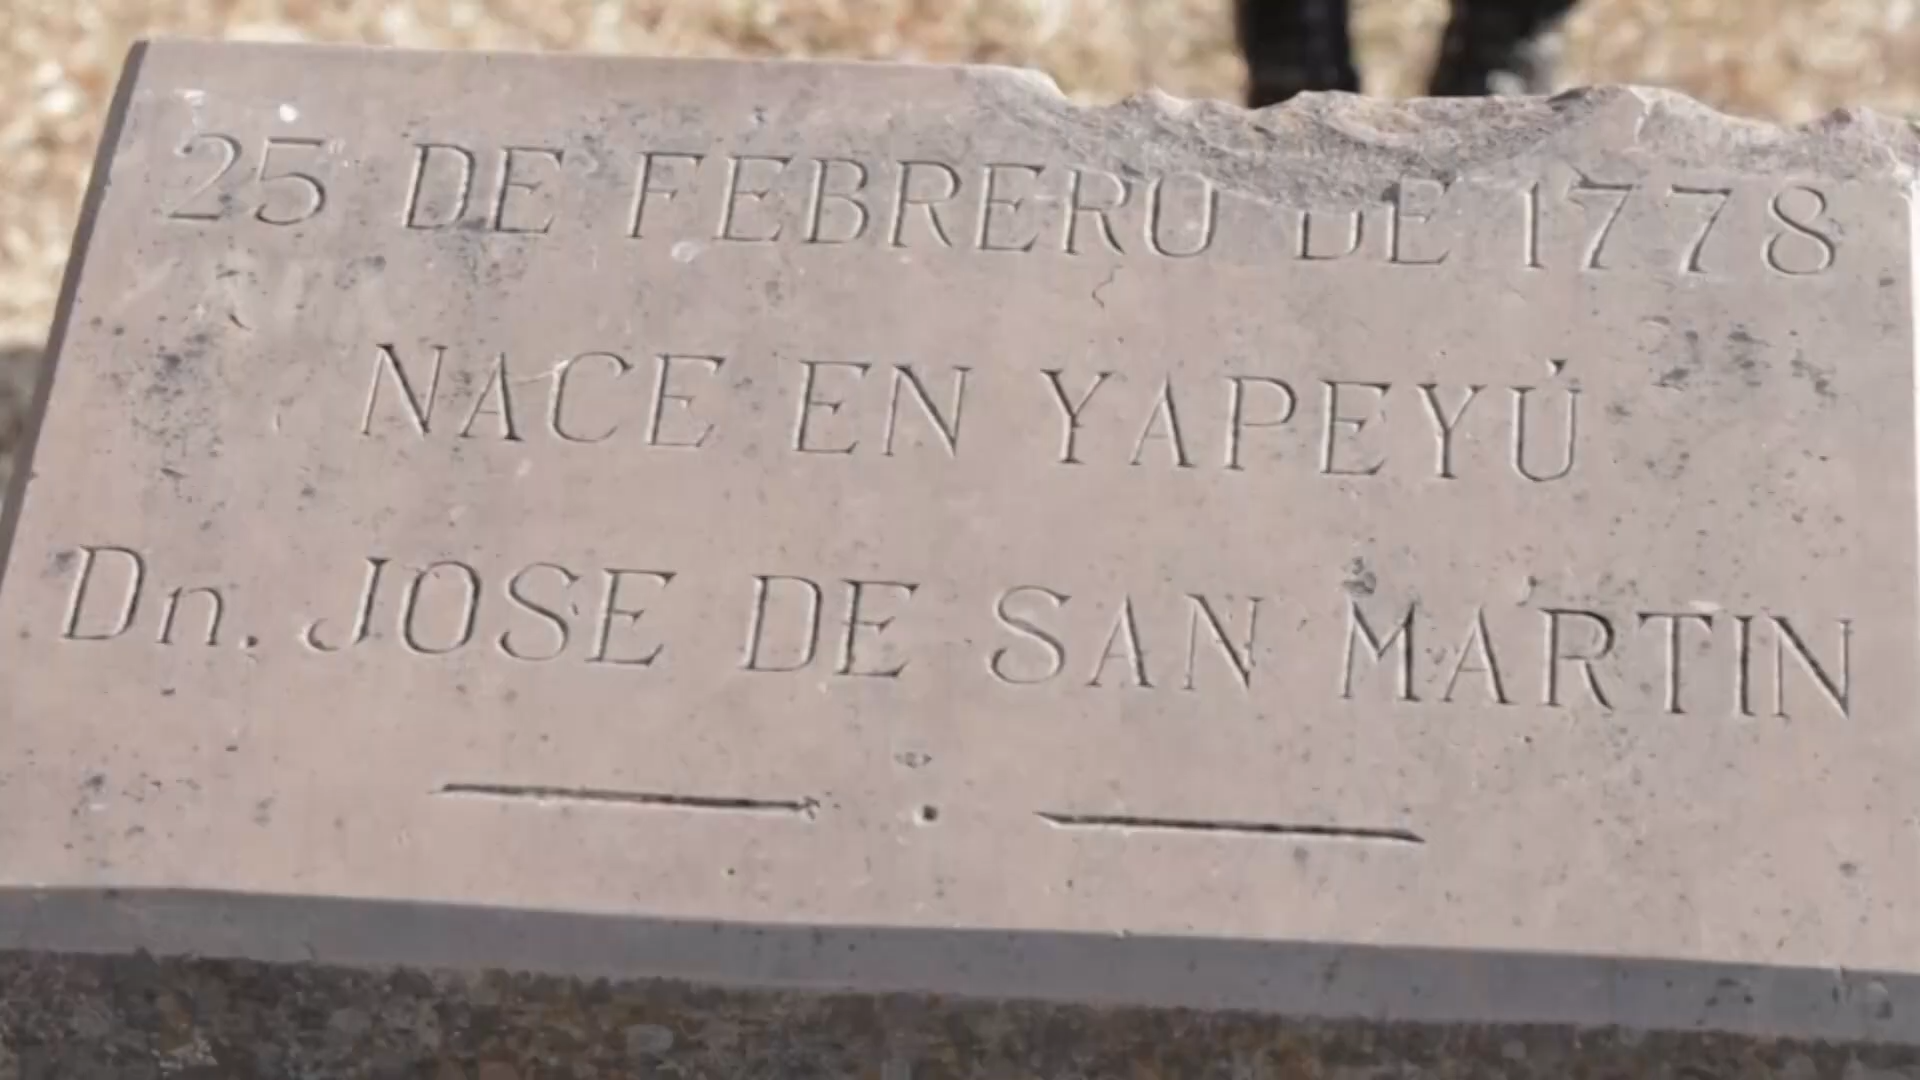 25 DE FEBRERO DE 1778
NACE EN YAPEYÚ
Dn. JOSE DE SAN MARTIN